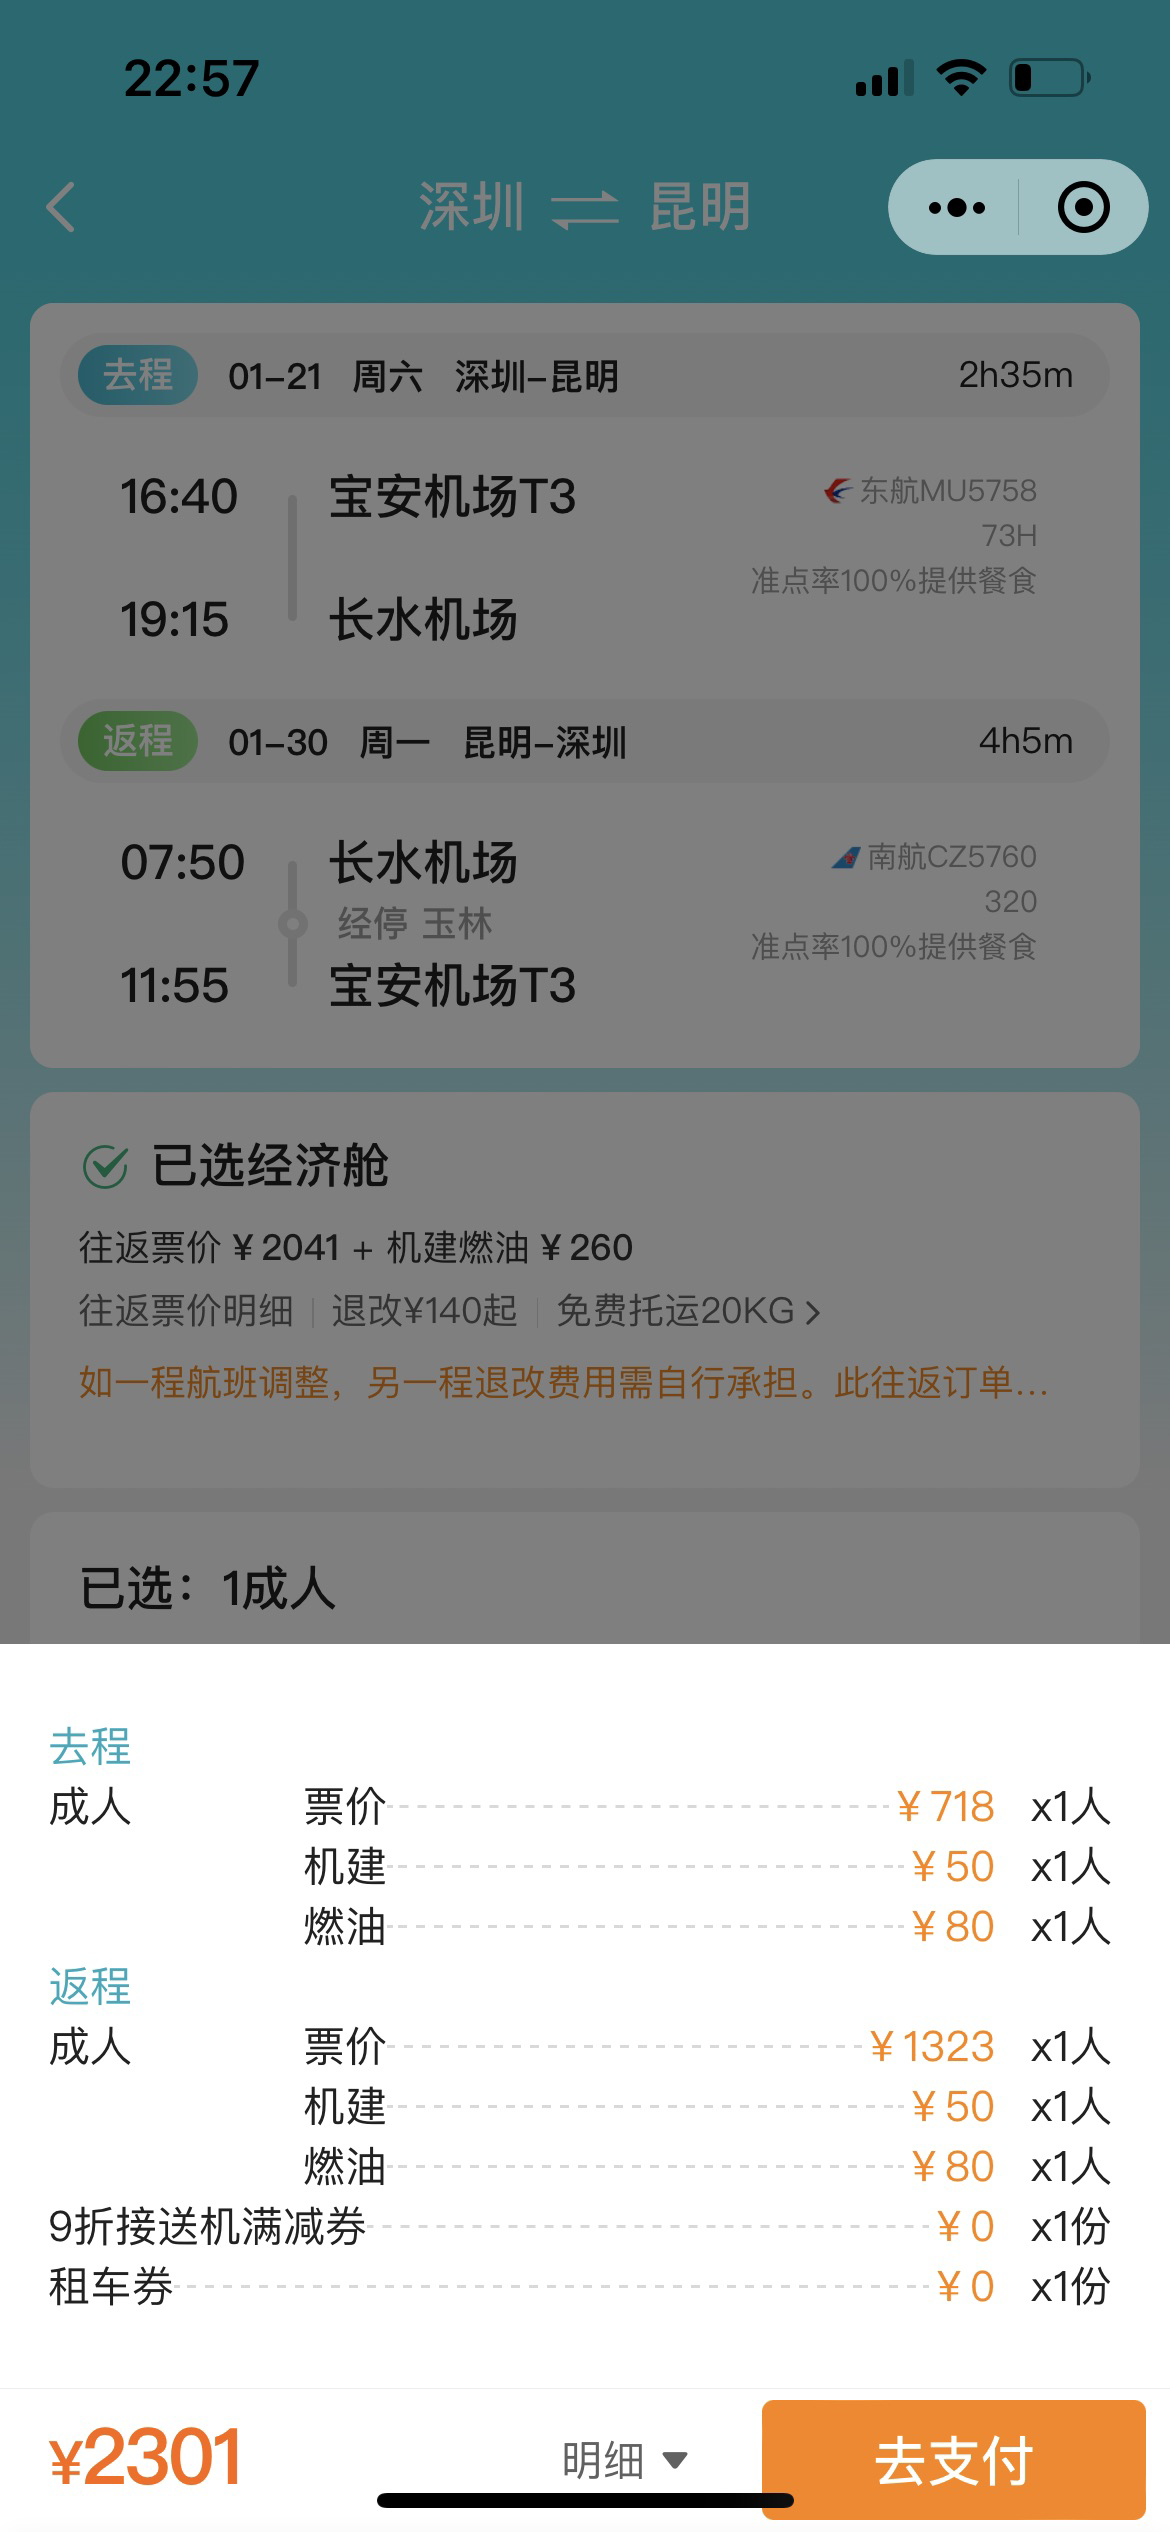 22:57
深圳 昆明
去程 01-21 周六 深圳-昆明 2h35m
16:40 宝安机场T3 东航MU5758
73H
准点率100%提供餐食
19:15 长水机场
返程 01-30 周一 昆明-深圳 4h5m
07:50 长水机场 南航CZ5760
经停 玉林 320
准点率100%提供餐食
11:55 宝安机场T3
已选经济舱
往返票价 ¥2041 + 机建燃油 ¥260
往返票价明细 退改¥140起 免费托运20KG
如一程航班调整，另一程退改费用需自行承担。此往返订单...
已选：1成人
去程
成人 票价 ¥718 x1人
机建 ¥50 x1人
燃油 ¥80 x1人
返程
成人 票价 ¥1323 x1人
机建 ¥50 x1人
燃油 ¥80 x1人
9折接送机满减券 ¥0 x1份
租车券 ¥0 x1份
¥2301 明细 去支付